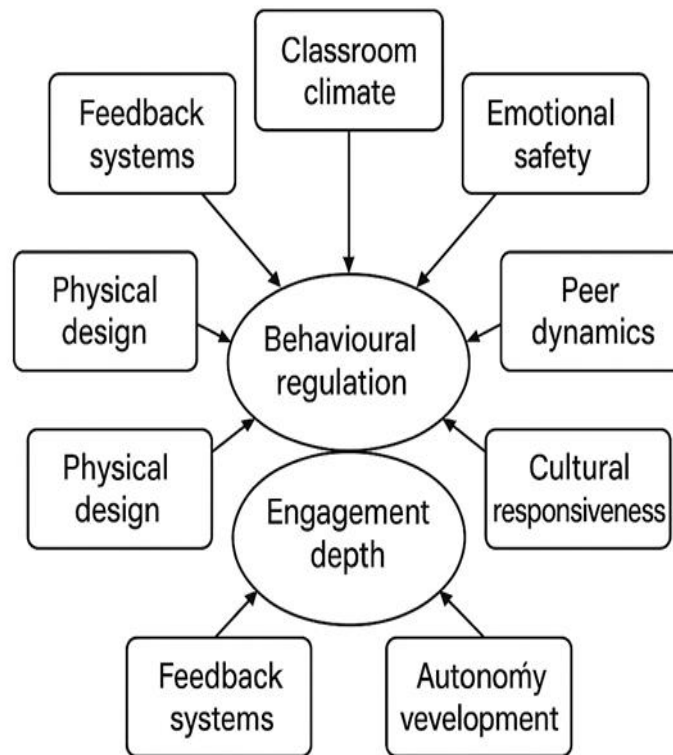 Classroom
climate
Feedback
systems
Emotional
safety
Physical
design
Behavioural
regulation
Peer
dynamics
Physical
design
Engagement
depth
Cultural
responsiveness
Feedback
systems
Autonoḿy
vevelopment